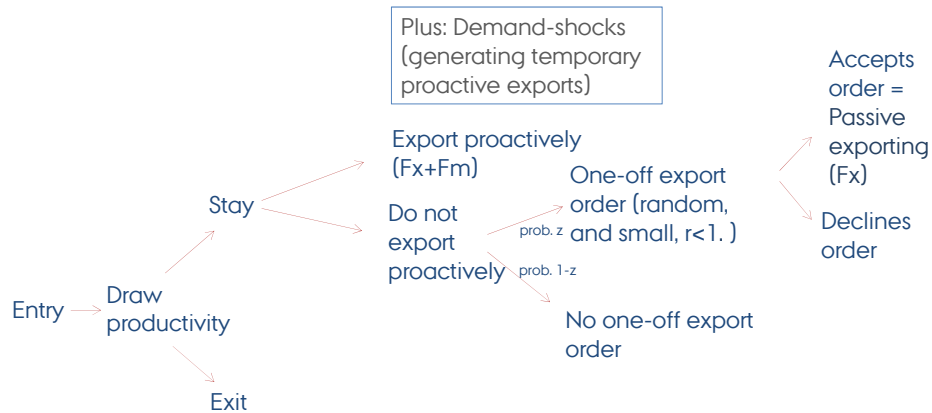 Plus: Demand-shocks
(generating temporary
proactive exports)
Accepts
order =
Passive
exporting
(Fx)
Export proactively
(Fx+Fm)
One-off export
order (random,
and small, r<1. )
Stay
Do not
export
proactively
prob. z
prob. 1-z
Declines
order
Entry
Draw
productivity
No one-off export
order
Exit